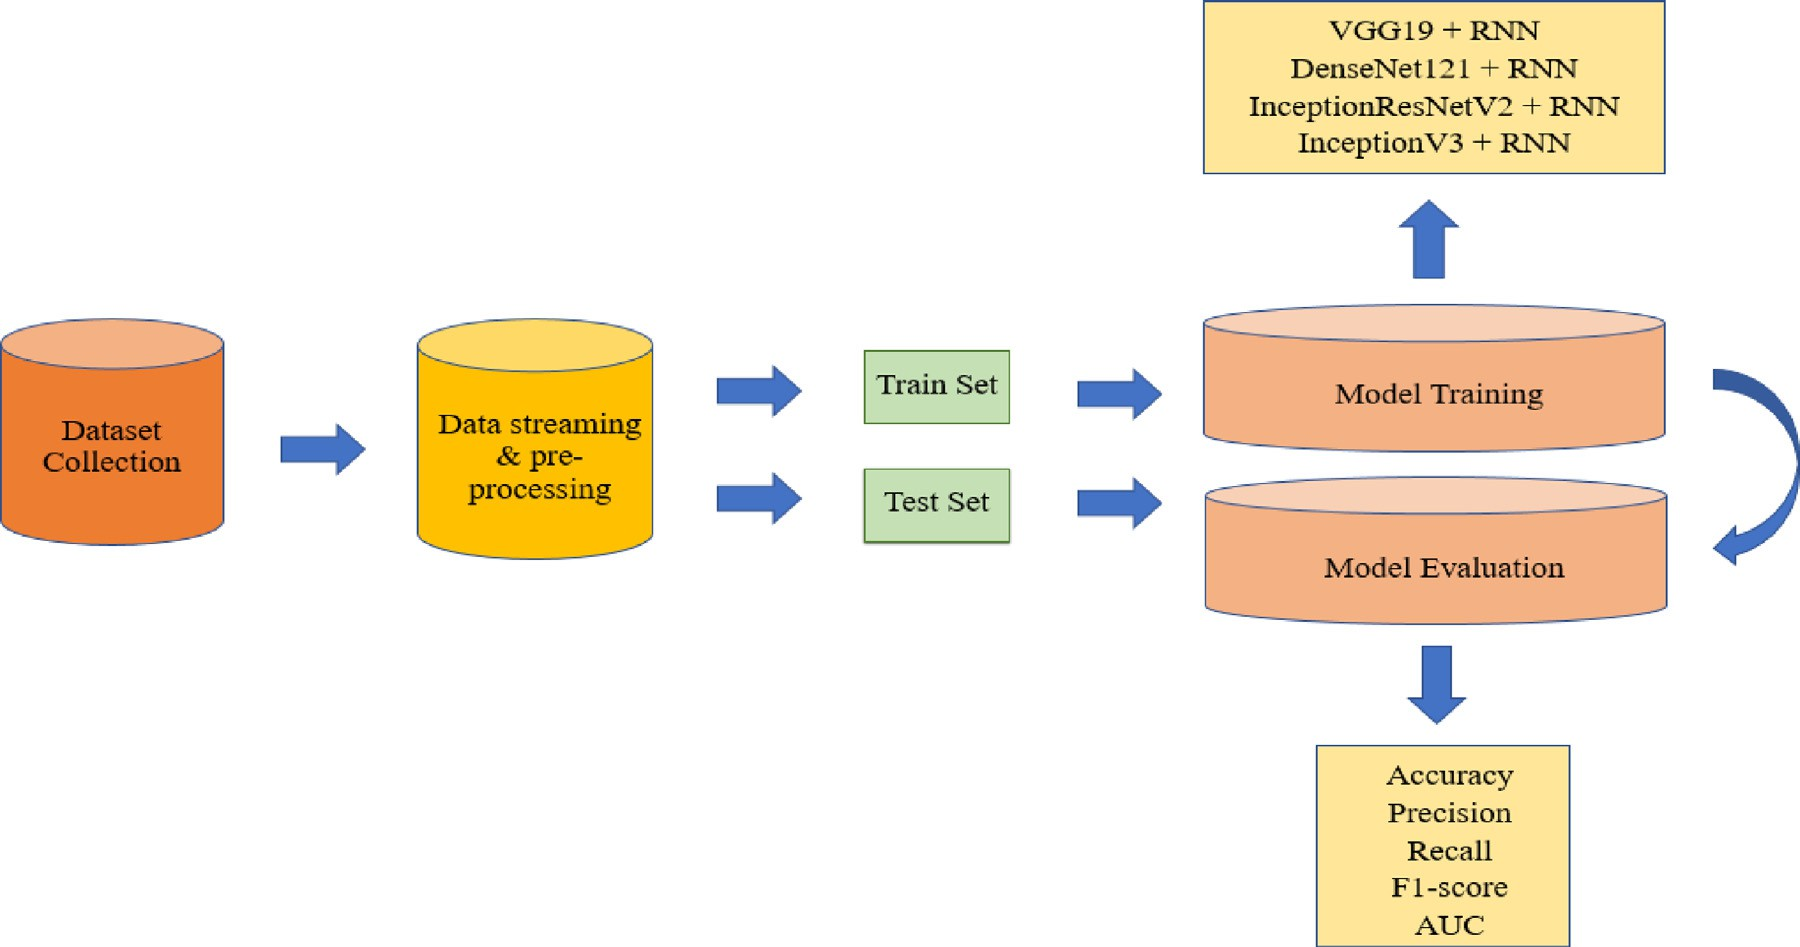 VGG19 + RNN
DenseNet121 + RNN
InceptionResNetV2 + RNN
InceptionV3 + RNN
Dataset
Collection
Data streaming
& pre-
processing
Train Set
Test Set
Model Training
Model Evaluation
Accuracy
Precision
Recall
F1-score
AUC